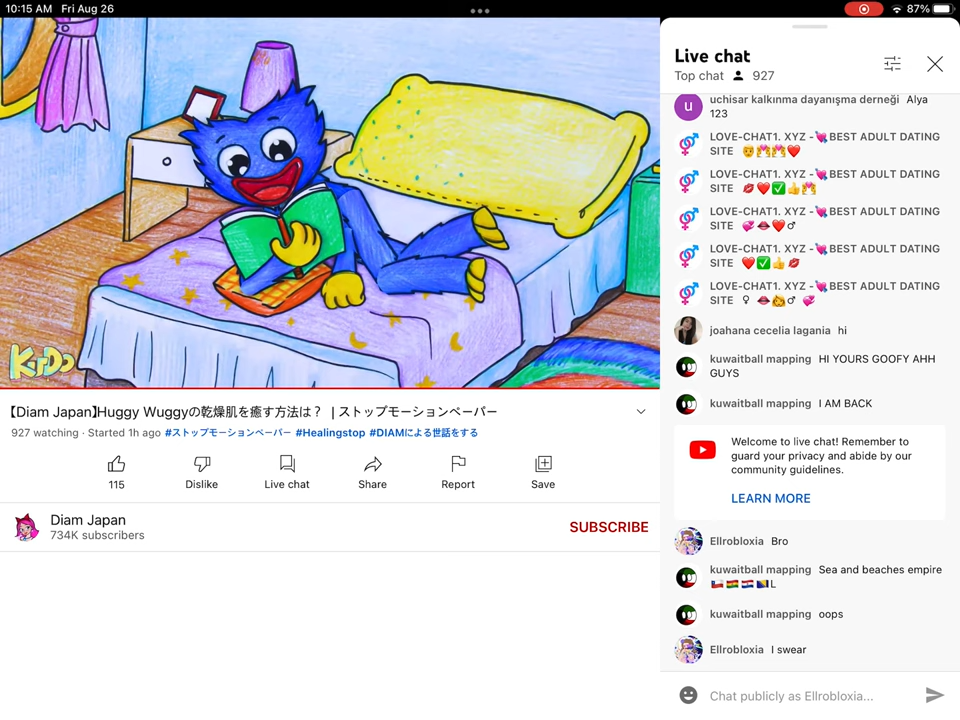 10:15 AM Fri Aug 26
87%
KiDo
【Diam Japan】Huggy Wuggyの乾燥肌を癒す方法は？ | ストップモーションペーパー
927 watching · Started 1h ago #ストップモーションペーパー #Healingstop #DIAMによる世話をする
115
Dislike
Live chat
Share
Report
Save
Diam Japan
734K subscribers
SUBSCRIBE
Live chat
Top chat 927
u
uchisar kalkınma dayanışma derneği Alya
123
LOVE-CHAT1. XYZ -💘BEST ADULT DATING
SITE 👨💏💏❤️
LOVE-CHAT1. XYZ -💘BEST ADULT DATING
SITE 💋❤️✅👍💏
LOVE-CHAT1. XYZ -💘BEST ADULT DATING
SITE 💞👄❤️♂
LOVE-CHAT1. XYZ -💘BEST ADULT DATING
SITE ❤️✅👍💋
LOVE-CHAT1. XYZ -💘BEST ADULT DATING
SITE ♀ 👄👩♂ 💞
joahana cecelia lagania hi
kuwaitball mapping HI YOURS GOOFY AHH
GUYS
kuwaitball mapping I AM BACK
Welcome to live chat! Remember to
guard your privacy and abide by our
community guidelines.
LEARN MORE
Ellrobloxia Bro
kuwaitball mapping Sea and beaches empire
🇨🇱🇧🇴🇭🇷🇧🇦L
kuwaitball mapping oops
Ellrobloxia I swear
Chat publicly as Ellrobloxia...